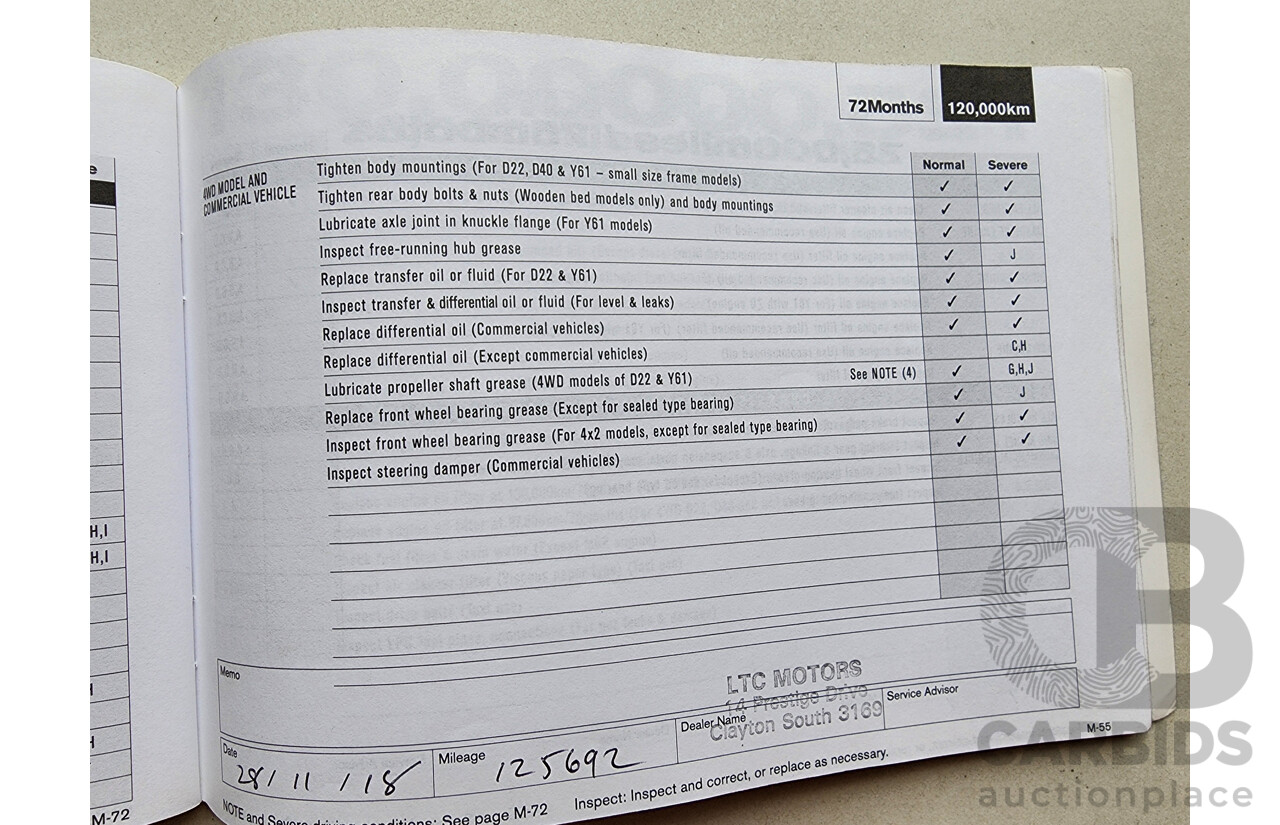 72Months 120,000km
Normal Severe
4WD MODEL AND
COMMERCIAL VEHICLE
Tighten body mountings (For D22, D40 & Y61 – small size frame models) ✓ ✓
Tighten rear body bolts & nuts (Wooden bed models only) and body mountings ✓ ✓
Lubricate axle joint in knuckle flange (For Y61 models) ✓ ✓
Inspect free-running hub grease ✓ J
Replace transfer oil or fluid (For D22 & Y61) ✓ ✓
Inspect transfer & differential oil or fluid (For level & leaks) ✓ ✓
Replace differential oil (Commercial vehicles) ✓ ✓
Replace differential oil (Except commercial vehicles) C,H
Lubricate propeller shaft grease (4WD models of D22 & Y61) See NOTE (4) ✓ G,H,J
Replace front wheel bearing grease (Except for sealed type bearing) ✓ J
Inspect front wheel bearing grease (For 4x2 models, except for sealed type bearing) ✓ ✓
Inspect steering damper (Commercial vehicles) ✓ ✓
H,I
H,I
Memo
LTC MOTORS
14 Prestige Drive
Clayton South 3169
Date
28/11/18
Mileage
125692
Dealer Name
Service Advisor
M-55
NOTE and Severe driving conditions: See page M-72 Inspect: Inspect and correct, or replace as necessary.
M-72
CARBIDS
auctionplace